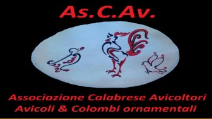 As.C.Av.
Associazione Calabrese Avicoltori
Avicoli & Colombi ornamentali